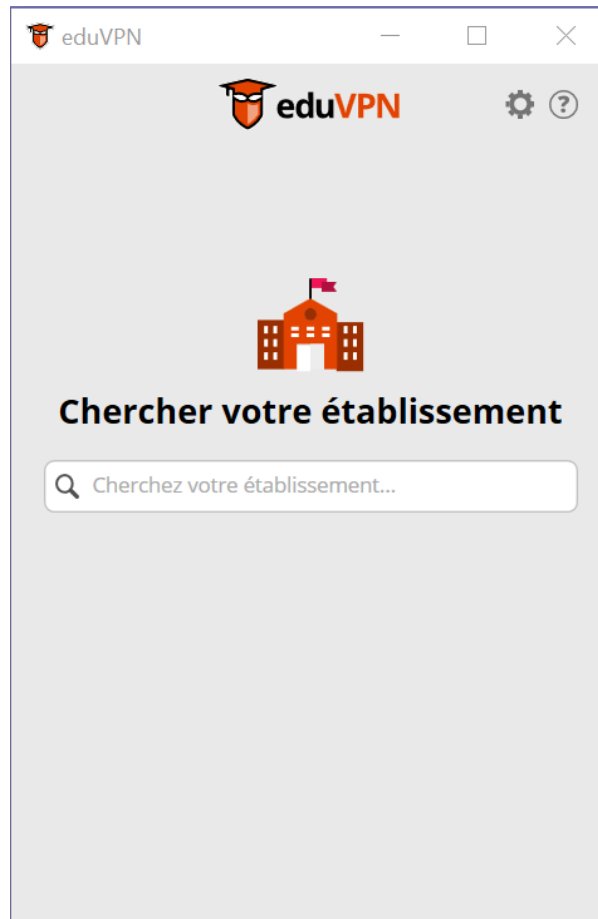 eduVPN
eduVPN
Chercher votre établissement
Cherchez votre établissement...